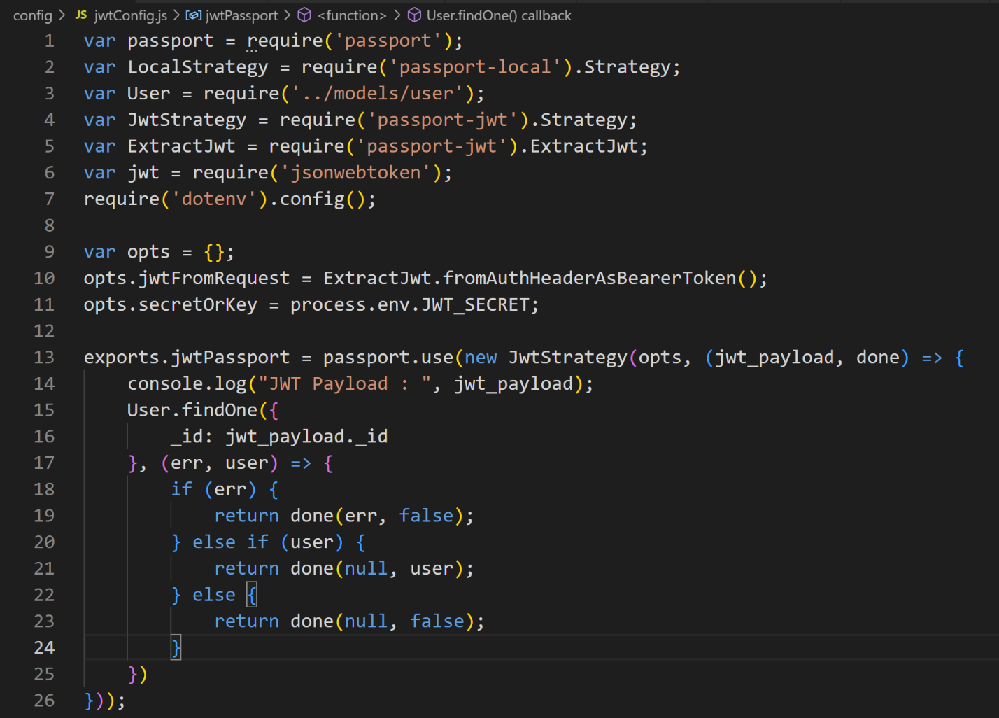 config > JS jwtConfig.js > jwtPassport > <function> > User.findOne() callback
1 var passport = require('passport');
2 var LocalStrategy = require('passport-local').Strategy;
3 var User = require('../models/user');
4 var JwtStrategy = require('passport-jwt').Strategy;
5 var ExtractJwt = require('passport-jwt').ExtractJwt;
6 var jwt = require('jsonwebtoken');
7 require('dotenv').config();
8
9 var opts = {};
10 opts.jwtFromRequest = ExtractJwt.fromAuthHeaderAsBearerToken();
11 opts.secretOrKey = process.env.JWT_SECRET;
12
13 exports.jwtPassport = passport.use(new JwtStrategy(opts, (jwt_payload, done) => {
14     console.log("JWT Payload : ", jwt_payload);
15     User.findOne({
16         _id: jwt_payload._id
17     }, (err, user) => {
18         if (err) {
19             return done(err, false);
20         } else if (user) {
21             return done(null, user);
22         } else {
23             return done(null, false);
24         }
25     })
26 }));